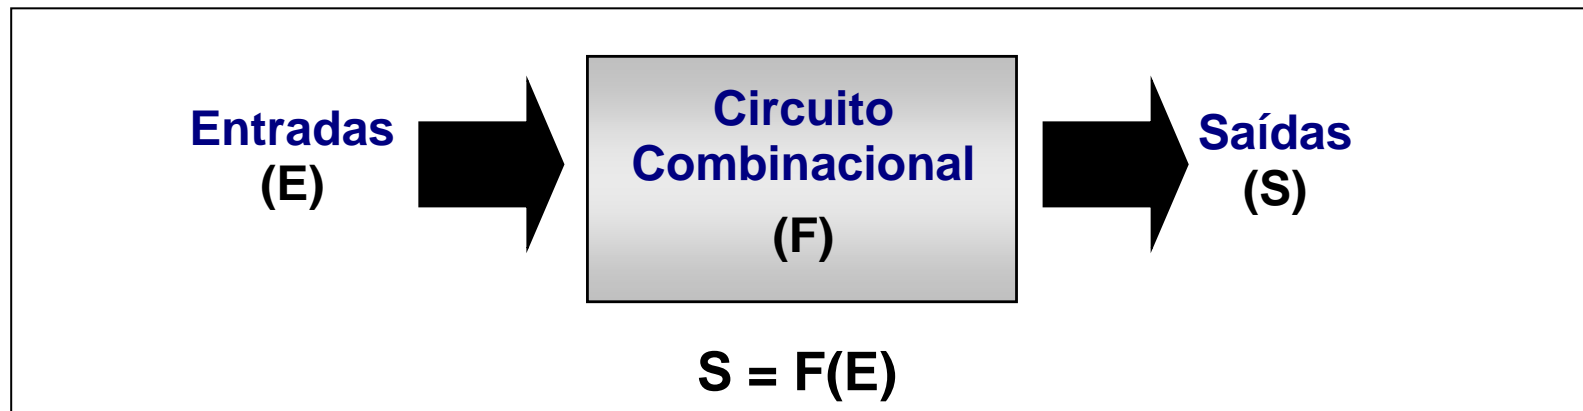 Entradas
(E)
Circuito
Combinacional
(F)
Saídas
(S)
S = F(E)